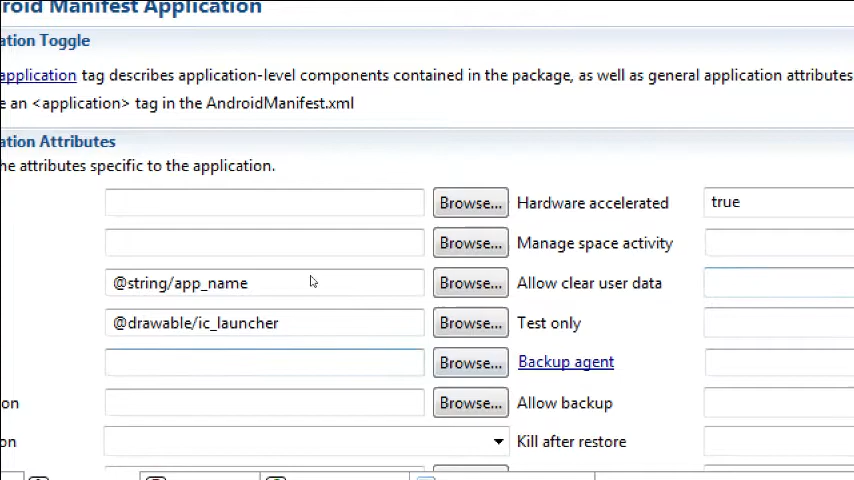 roid Manifest Application
ation Toggle
application tag describes application-level components contained in the package, as well as general application attributes
e an <application> tag in the AndroidManifest.xml
ation Attributes
he attributes specific to the application.
Browse... Hardware accelerated true
Browse... Manage space activity
@string/app_name Browse... Allow clear user data
@drawable/ic_launcher Browse... Test only
Browse... Backup agent
on Browse... Allow backup
on Kill after restore